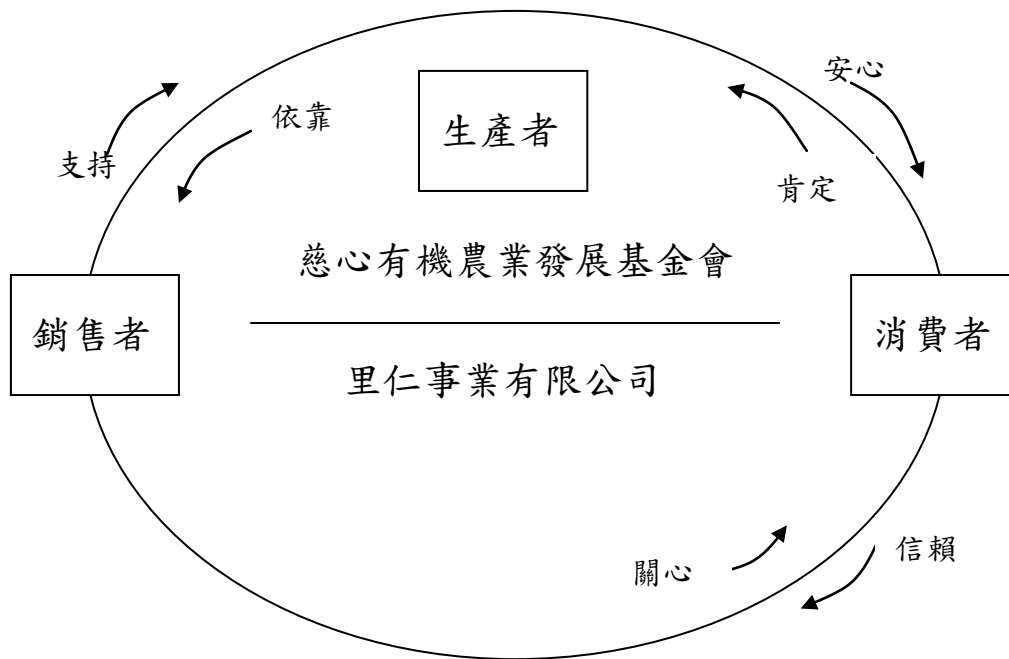 安心
支持
依靠
生產者
肯定
慈心有機農業發展基金會
銷售者
消費者
里仁事業有限公司
關心
信賴